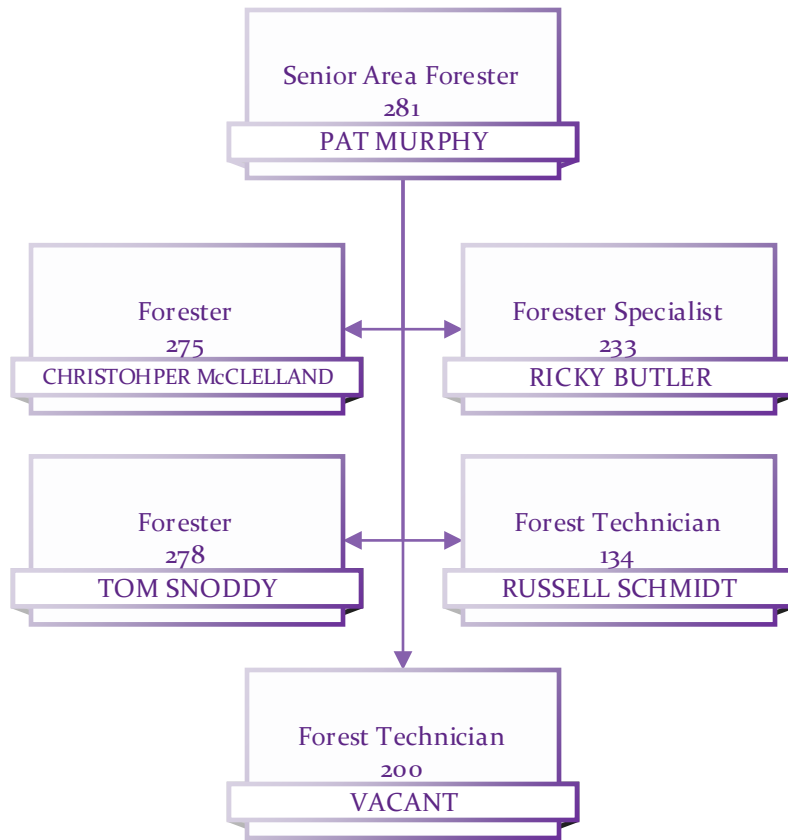 Senior Area Forester
281
PAT MURPHY
Forester
275
CHRISTOHPER McCLELLAND
Forester Specialist
233
RICKY BUTLER
Forester
278
TOM SNODDY
Forest Technician
134
RUSSELL SCHMIDT
Forest Technician
200
VACANT